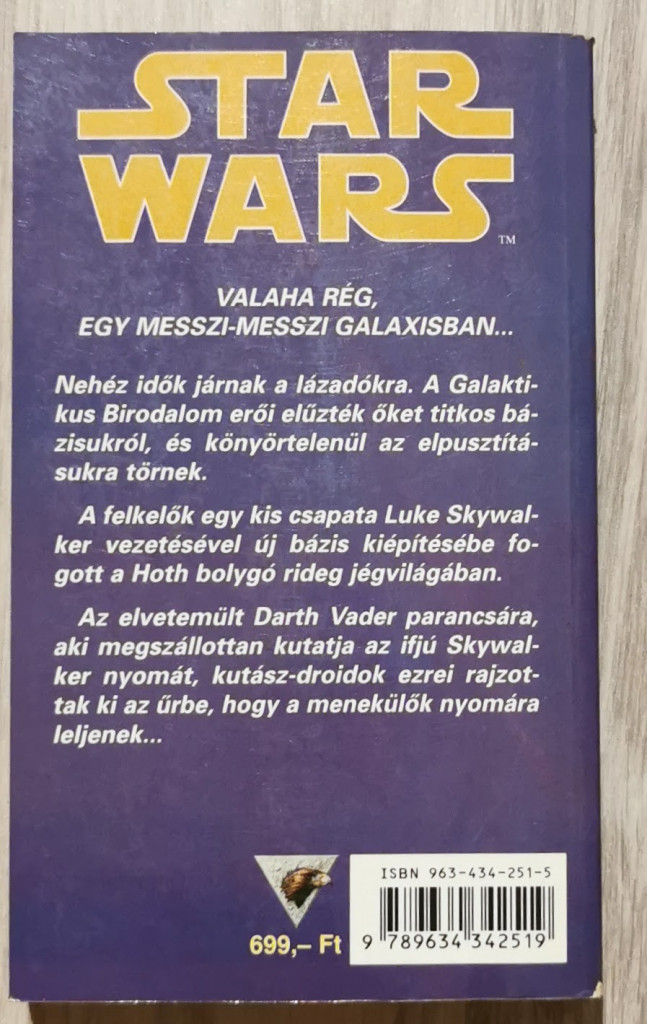 STAR
WARS
TM
VALAHA RÉG,
EGY MESSZI-MESSZI GALAXISBAN...
Nehéz idők járnak a lázadókra. A Galakti-
kus Birodalom erői elűzték őket titkos bá-
zisukról, és könyörtelenül az elpusztítá-
sukra törnek.
A felkelők egy kis csapata Luke Skywal-
ker vezetésével új bázis kiépítésébe fo-
gott a Hoth bolygó rideg jégvilágában.
Az elvetemült Darth Vader parancsára,
aki megszállottan kutatja az ifjú Skywal-
ker nyomát, kutász-droidok ezrei rajzot-
tak ki az űrbe, hogy a menekülők nyomára
leljenek...
ISBN 963-434-251-5
699,– Ft
9 789634 342519